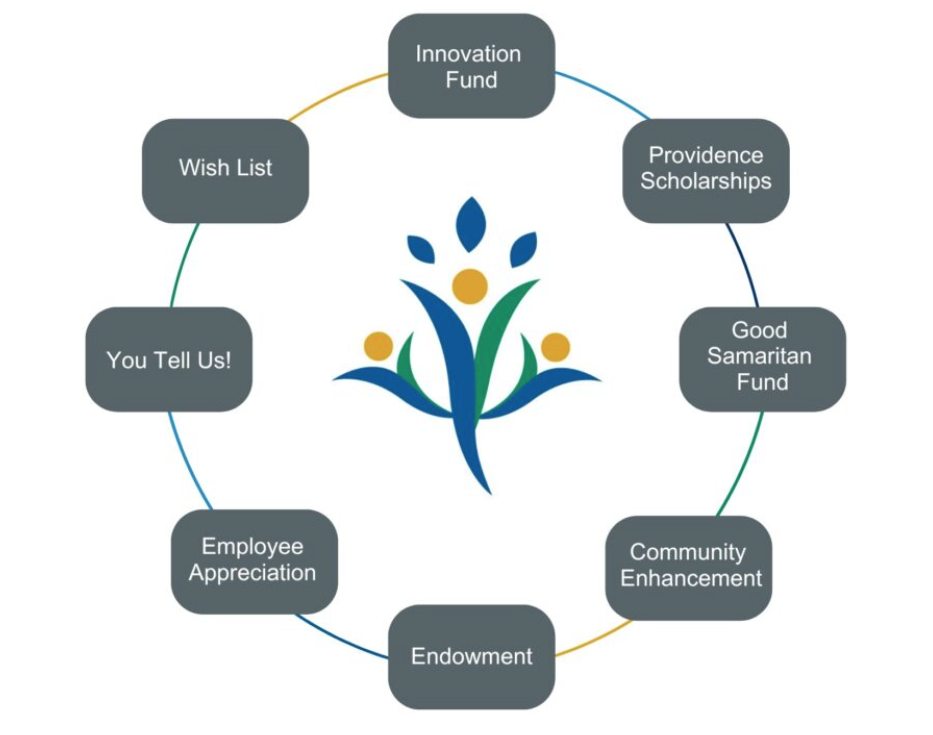 Innovation
Fund
Providence
Scholarships
Good
Samaritan
Fund
Community
Enhancement
Endowment
Employee
Appreciation
You Tell Us!
Wish List